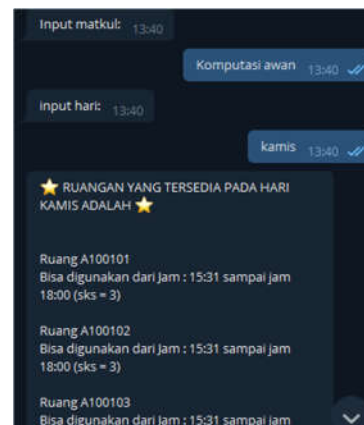 Input matkul: 13:40
Komputasi awan 13:40
input hari: 13:40
kamis 13:40
⭐ RUANGAN YANG TERSEDIA PADA HARI
KAMIS ADALAH ⭐
Ruang A100101
Bisa digunakan dari Jam : 15:31 sampai jam
18:00 (sks = 3)
Ruang A100102
Bisa digunakan dari Jam : 15:31 sampai jam
18:00 (sks = 3)
Ruang A100103
Bisa digunakan dari Jam : 15:31 sampai jam